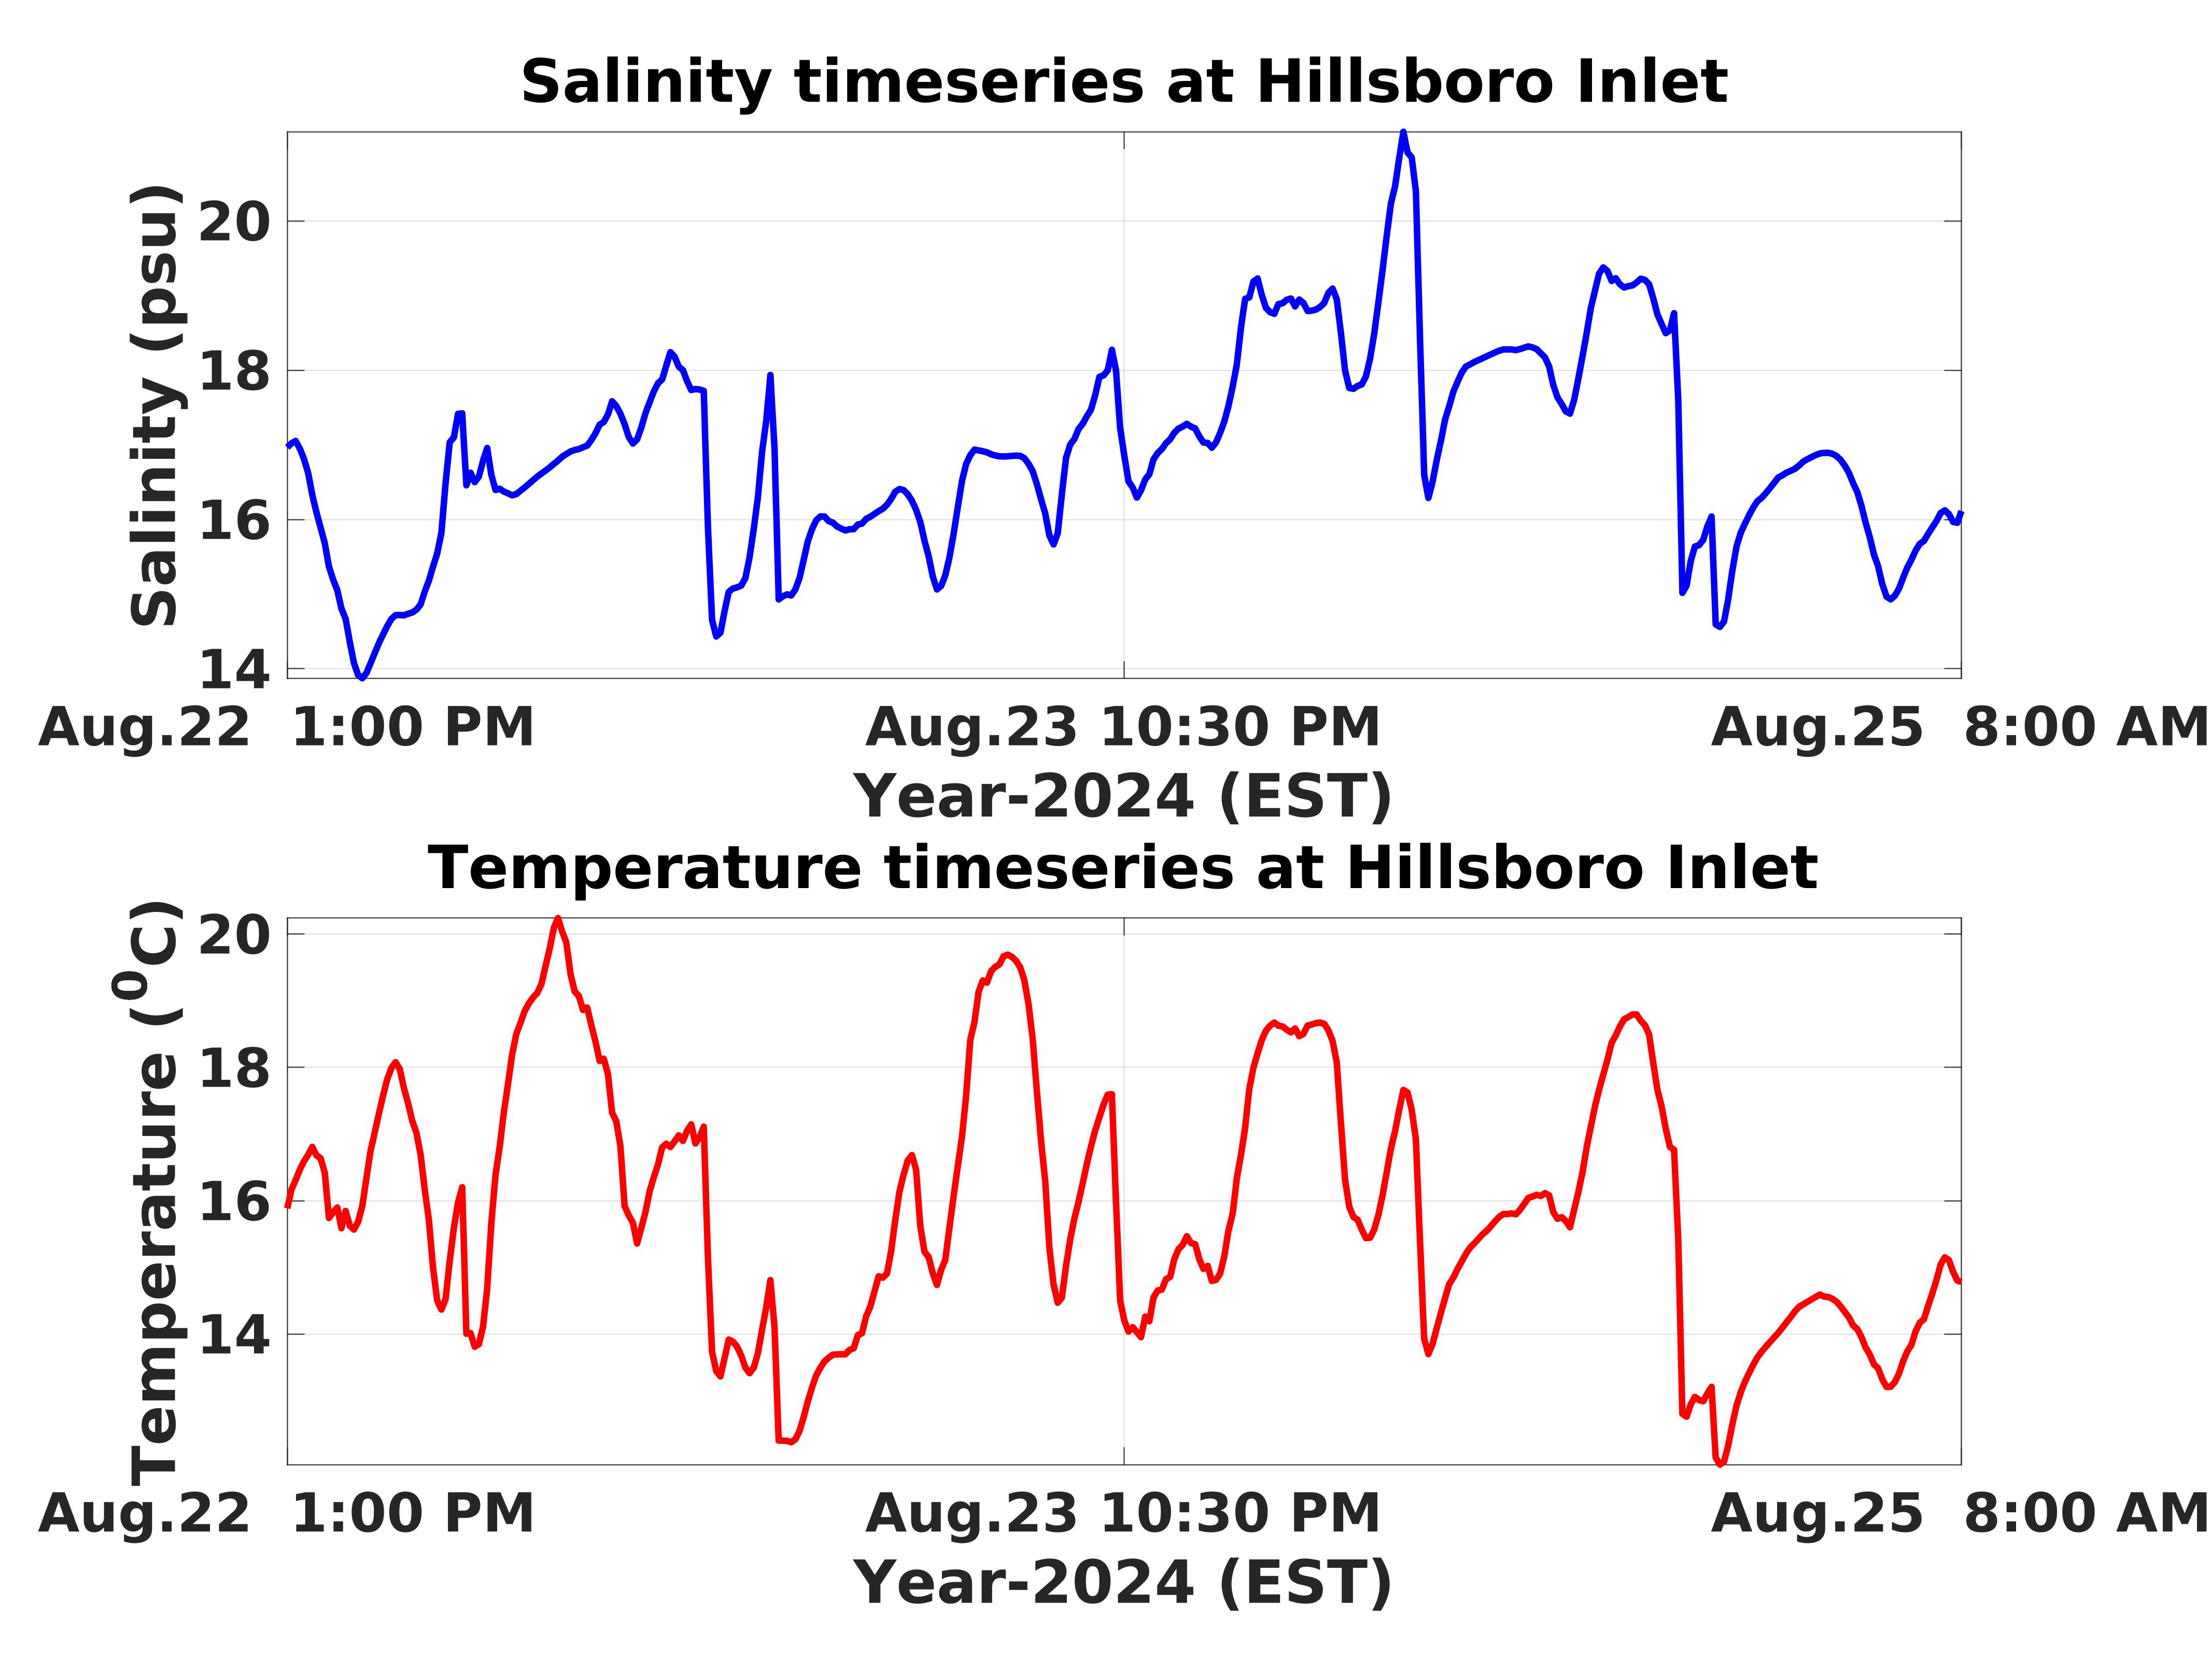 Salinity timeseries at Hillsboro Inlet
Salinity (psu)
20
18
16
14
Aug.22 1:00 PM
Aug.23 10:30 PM
Aug.25 8:00 AM
Year-2024 (EST)
Temperature timeseries at Hillsboro Inlet
Temperature (⁰C)
20
18
16
14
Aug.22 1:00 PM
Aug.23 10:30 PM
Aug.25 8:00 AM
Year-2024 (EST)